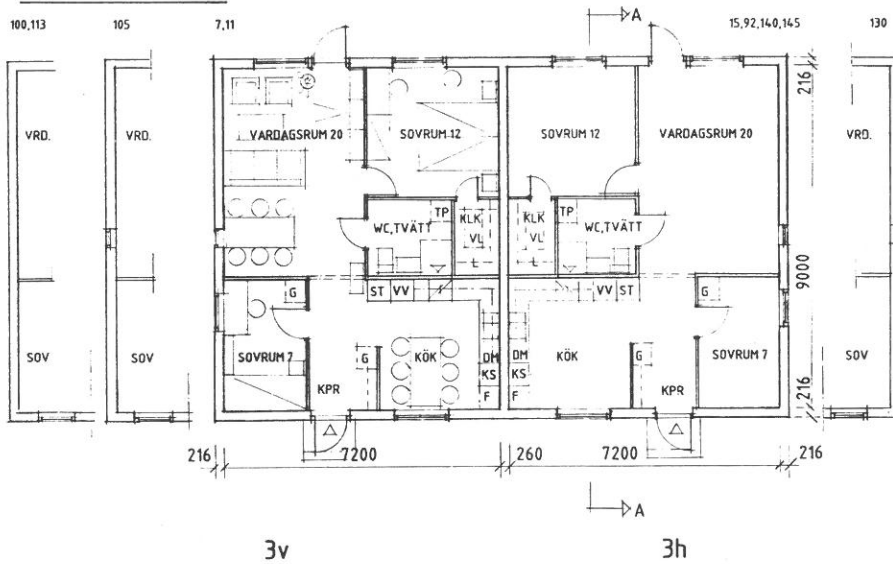 100,113 105 7,11 A 15,92,140,145 130
216
VRD. VRD. VARDAGSRUM 20 SOVRUM 12 SOVRUM 12 VARDAGSRUM 20 VRD.
TP KLK KLK TP
WC,TVÄTT VL VL WC,TVÄTT
L L
9000
G ST VV VV ST G
SOV SOV SOVRUM 7 G KÖK DM DM KÖK G SOVRUM 7 SOV
KS KS
KPR F F KPR
216
216 7200 260 7200 216
A
3v 3h